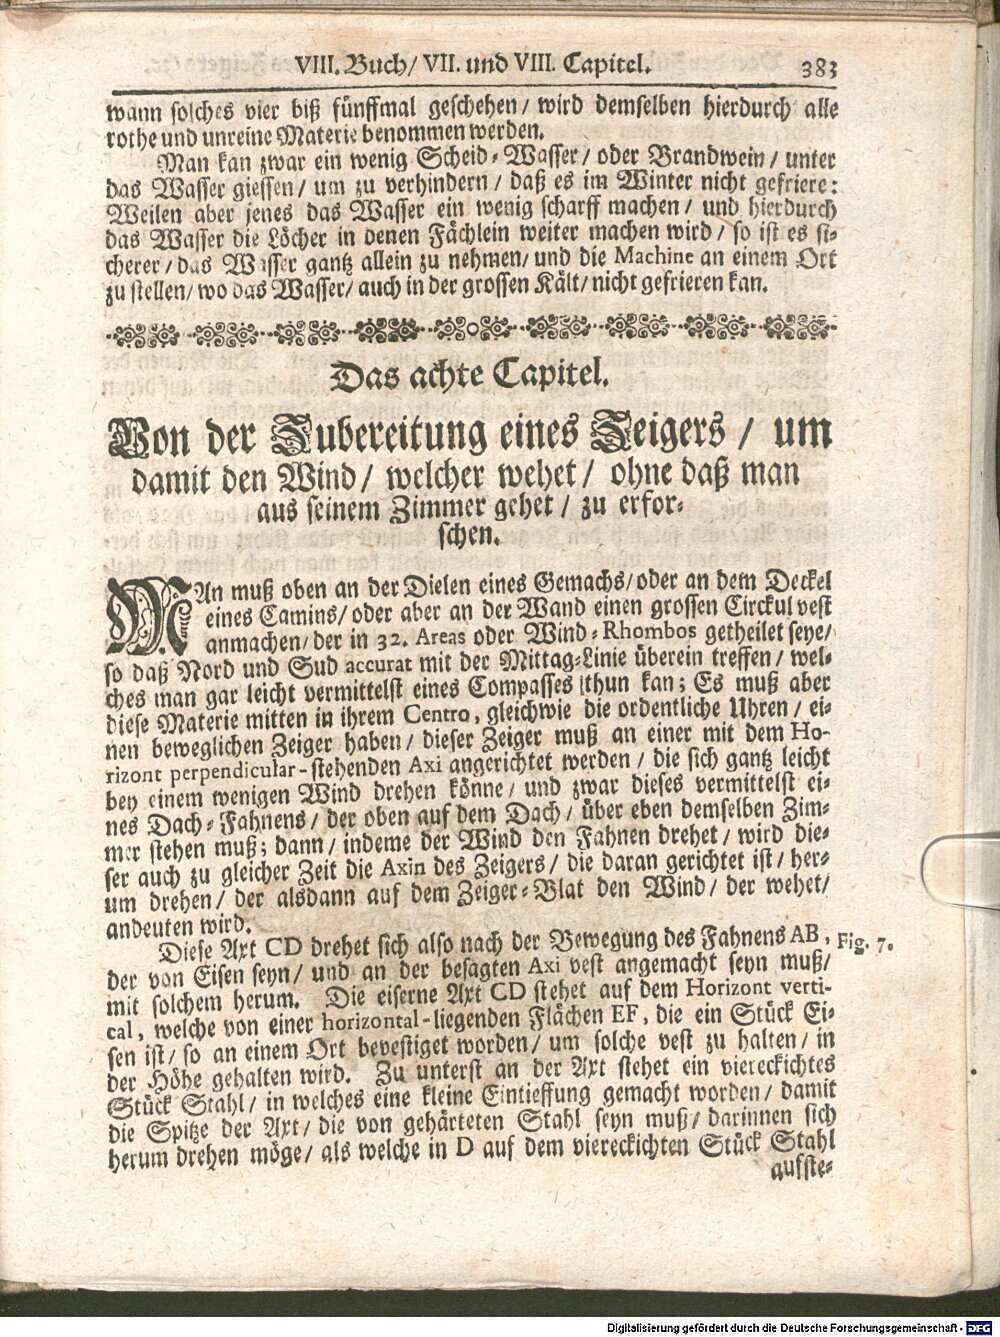 VIII. Buch/ VII. und VIII. Capitel. 383
wann solches vier biß fünffmal geschehen/ wird demselben hierdurch alle
rothe und unreine Materie benommen werden.
Man kan zwar ein wenig Scheid-Wasser/ oder Brandwein/ unter
das Wasser giessen/ um zu verhindern/ daß es im Winter nicht gefriere:
Weilen aber jenes das Wasser ein wenig scharff machen/ und hierdurch
das Wasser die Löcher in denen Fächlein weiter machen wird/ so ist es si-
cherer/ das Wasser gantz allein zu nehmen/ und die Machine an einem Ort
zu stellen/ wo das Wasser/ auch in der grossen Kält/ nicht gefrieren kan.
Das achte Capitel.
Von der Zubereitung eines Zeigers/ um
damit den Wind/ welcher wehet/ ohne daß man
aus seinem Zimmer gehet/ zu erfor-
schen.
MAn muß oben an der Dielen eines Gemachs/ oder an dem Deckel
eines Camins/ oder aber an der Wand einen grossen Circkul vest
anmachen/ der in 32. Areas oder Wind-Rhombos getheilet seye/
so daß Nord und Sud accurat mit der Mittag-Linie überein treffen/ wel-
ches man gar leicht vermittelst eines Compasses thun kan; Es muß aber
diese Materie mitten in ihrem Centro, gleichwie die ordentliche Uhren/ ei-
nen beweglichen Zeiger haben/ dieser Zeiger muß an einer mit dem Ho-
rizont perpendicular-stehenden Axi angerichtet werden/ die sich gantz leicht
bey einem wenigen Wind drehen könne/ und zwar dieses vermittelst ei-
nes Dach-Fahnens/ der oben auf dem Dach/ über eben demselben Zim-
mer stehen muß; dann/ indeme der Wind den Fahnen drehet/ wird die-
ser auch zu gleicher Zeit die Axin des Zeigers/ die daran gerichtet ist/ her-
um drehen/ der alsdann auf dem Zeiger-Blat den Wind/ der wehet/
andeuten wird.
Diese Axt CD drehet sich also nach der Bewegung des Fahnens AB, Fig. 7.
der von Eisen seyn/ und an der besagten Axi vest angemacht seyn muß/
mit solchem herum. Die eiserne Axt CD stehet auf dem Horizont verti-
cal, welche von einer horizontal-liegenden Flächen EF, die ein Stück Ei-
sen ist/ so an einem Ort bevestiget worden/ um solche vest zu halten/ in
der Höhe gehalten wird. Zu unterst an der Axt stehet ein viereckichtes
Stück Stahl/ in welches eine kleine Eintieffung gemacht worden/ damit
die Spitze der Axt/ die von gehärteten Stahl seyn muß/ darinnen sich
herum drehen möge/ als welche in D auf dem viereckichten Stück Stahl
aufste-
Digitalisierung gefördert durch die Deutsche Forschungsgemeinschaft - DFG